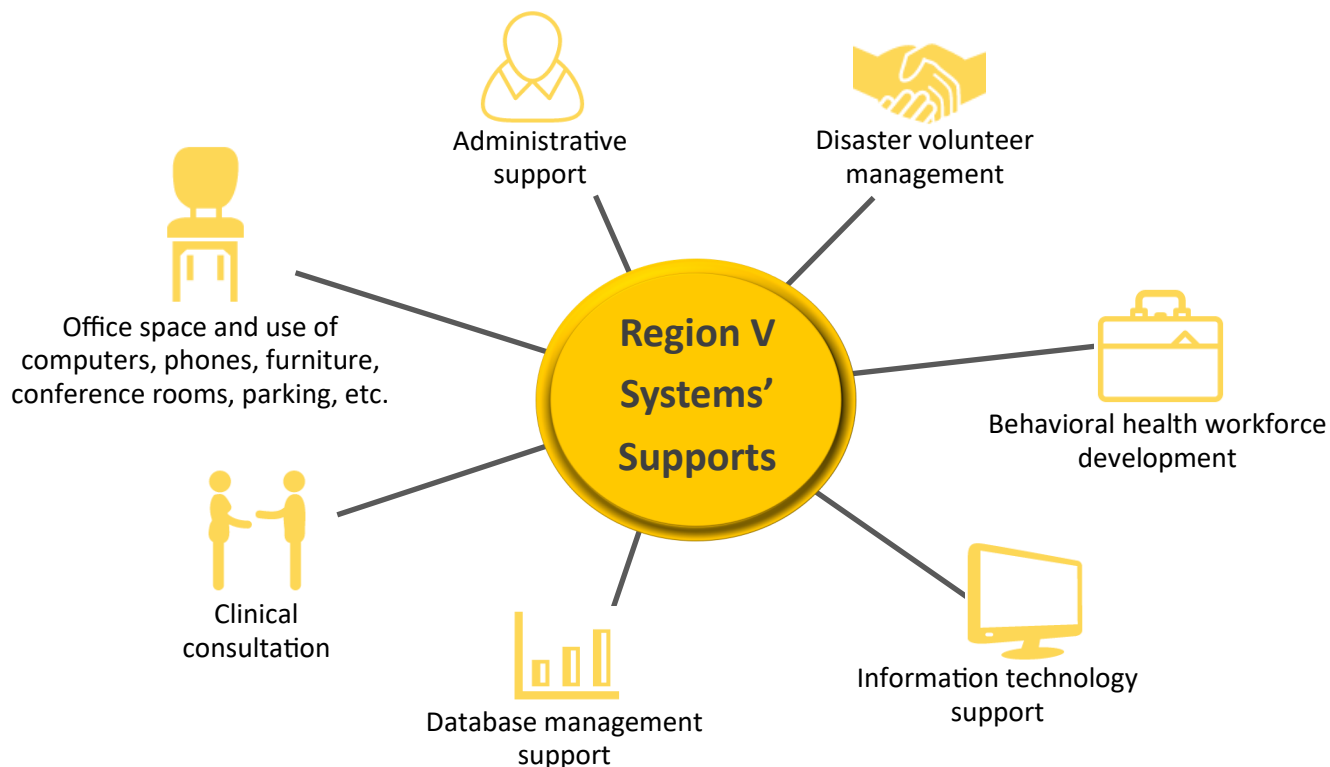 Administrative
support
Disaster volunteer
management
Office space and use of
computers, phones, furniture,
conference rooms, parking, etc.
Region V
Systems’
Supports
Behavioral health workforce
development
Clinical
consultation
Database management
support
Information technology
support